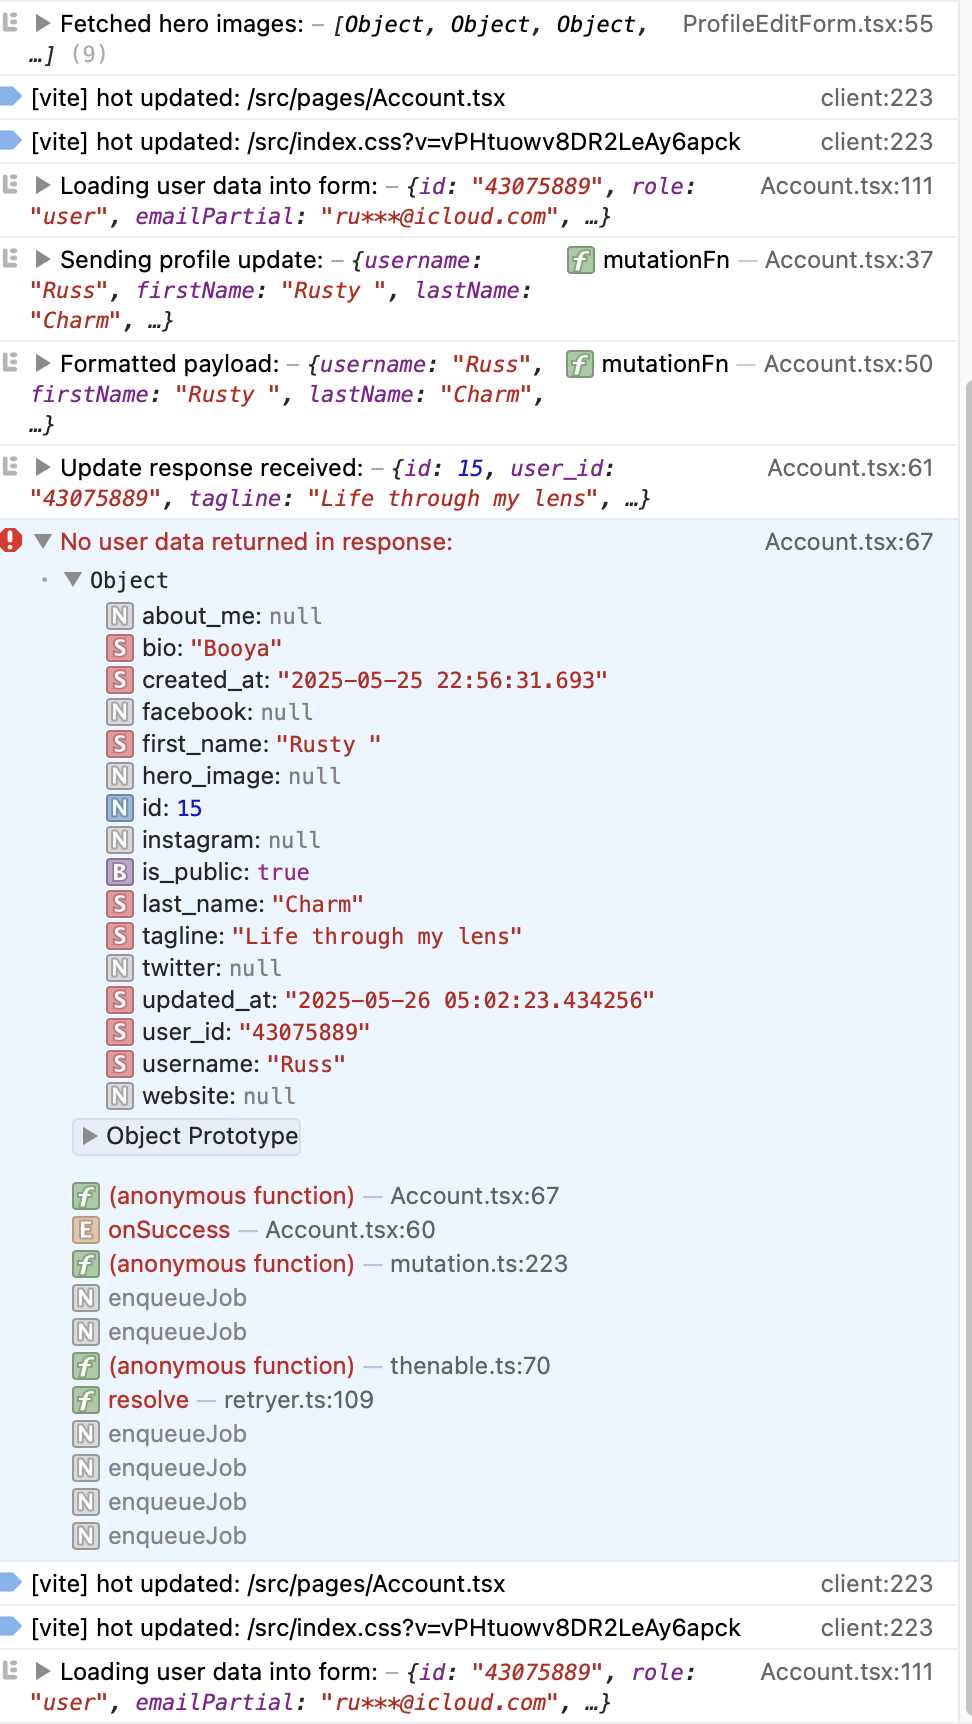 Fetched hero images: – [Object, Object, Object, ProfileEditForm.tsx:55
…] (9)
[vite] hot updated: /src/pages/Account.tsx client:223
[vite] hot updated: /src/index.css?v=vPHtuowv8DR2LeAy6apck client:223
Loading user data into form: – {id: "43075889", role: Account.tsx:111
"user", emailPartial: "ru***@icloud.com", …}
Sending profile update: – {username: f mutationFn — Account.tsx:37
"Russ", firstName: "Rusty ", lastName:
"Charm", …}
Formatted payload: – {username: "Russ", f mutationFn — Account.tsx:50
firstName: "Rusty ", lastName: "Charm",
…}
Update response received: – {id: 15, user_id: Account.tsx:61
"43075889", tagline: "Life through my lens", …}
No user data returned in response: Account.tsx:67
Object
N about_me: null
S bio: "Booya"
S created_at: "2025-05-25 22:56:31.693"
N facebook: null
S first_name: "Rusty "
N hero_image: null
N id: 15
N instagram: null
B is_public: true
S last_name: "Charm"
S tagline: "Life through my lens"
N twitter: null
S updated_at: "2025-05-26 05:02:23.434256"
S user_id: "43075889"
S username: "Russ"
N website: null
Object Prototype
f (anonymous function) — Account.tsx:67
E onSuccess — Account.tsx:60
f (anonymous function) — mutation.ts:223
N enqueueJob
N enqueueJob
f (anonymous function) — thenable.ts:70
f resolve — retryer.ts:109
N enqueueJob
N enqueueJob
N enqueueJob
N enqueueJob
[vite] hot updated: /src/pages/Account.tsx client:223
[vite] hot updated: /src/index.css?v=vPHtuowv8DR2LeAy6apck client:223
Loading user data into form: – {id: "43075889", role: Account.tsx:111
"user", emailPartial: "ru***@icloud.com", …}